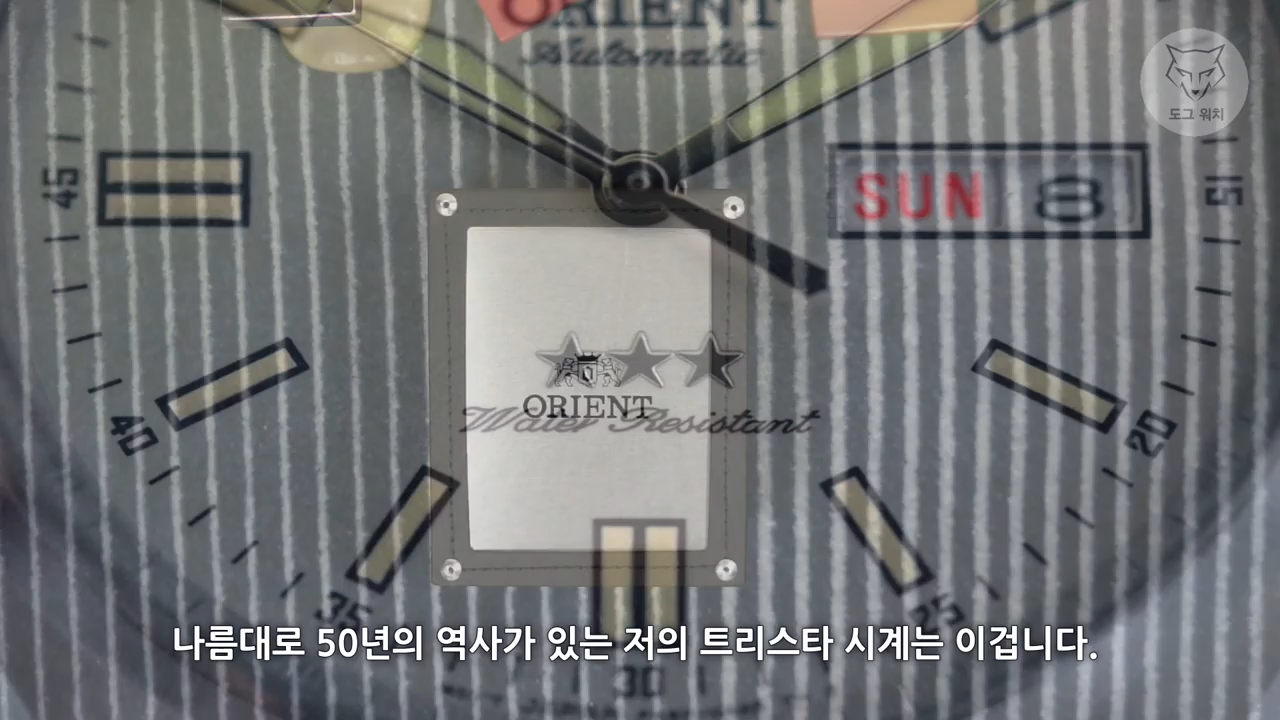 ORIENT
Automatic
도그 워치
45
SUN 8
15
ORIENT
Water Resistant
40
20
35
25
나름대로 50년의 역사가 있는 저의 트리스타 시계는 이겁니다.
30